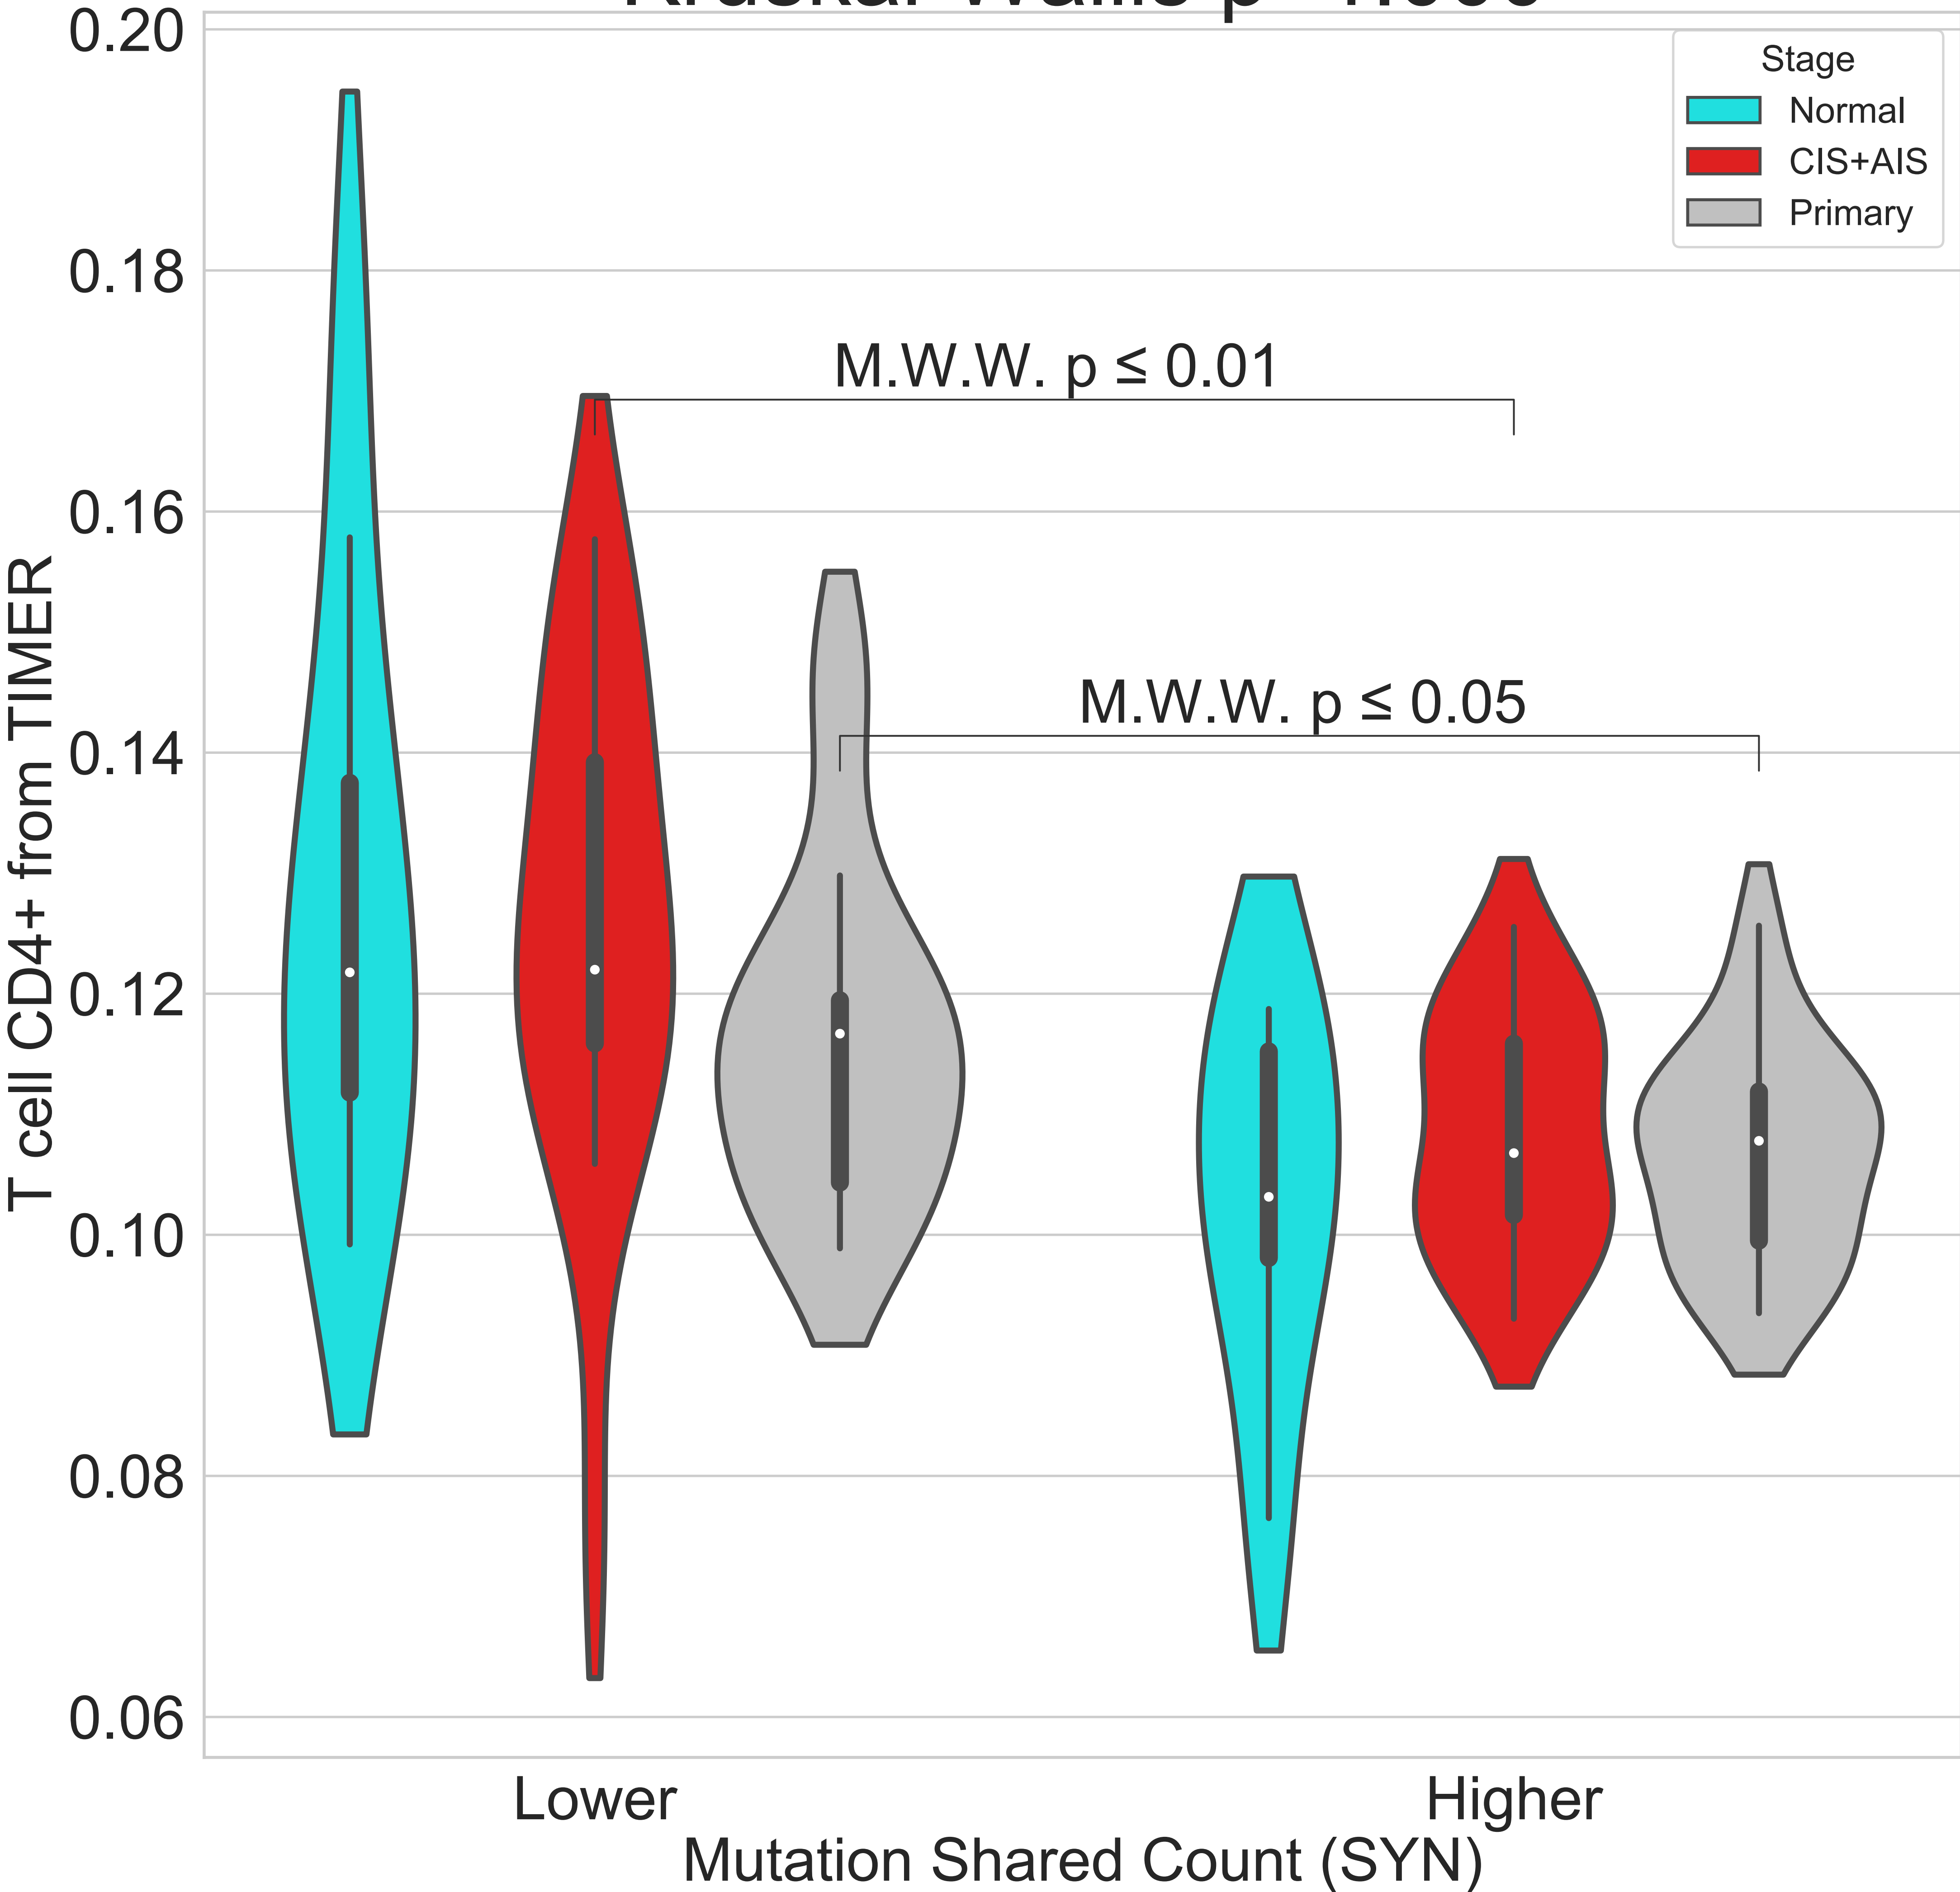 0.20
0.18
0.16
0.14
0.12
0.10
0.08
0.06
T cell CD4+ from TIMER
Stage
Normal
CIS+AIS
Primary
M.W.W. p ≤ 0.01
M.W.W. p ≤ 0.05
Lower
Higher
Mutation Shared Count (SYN)